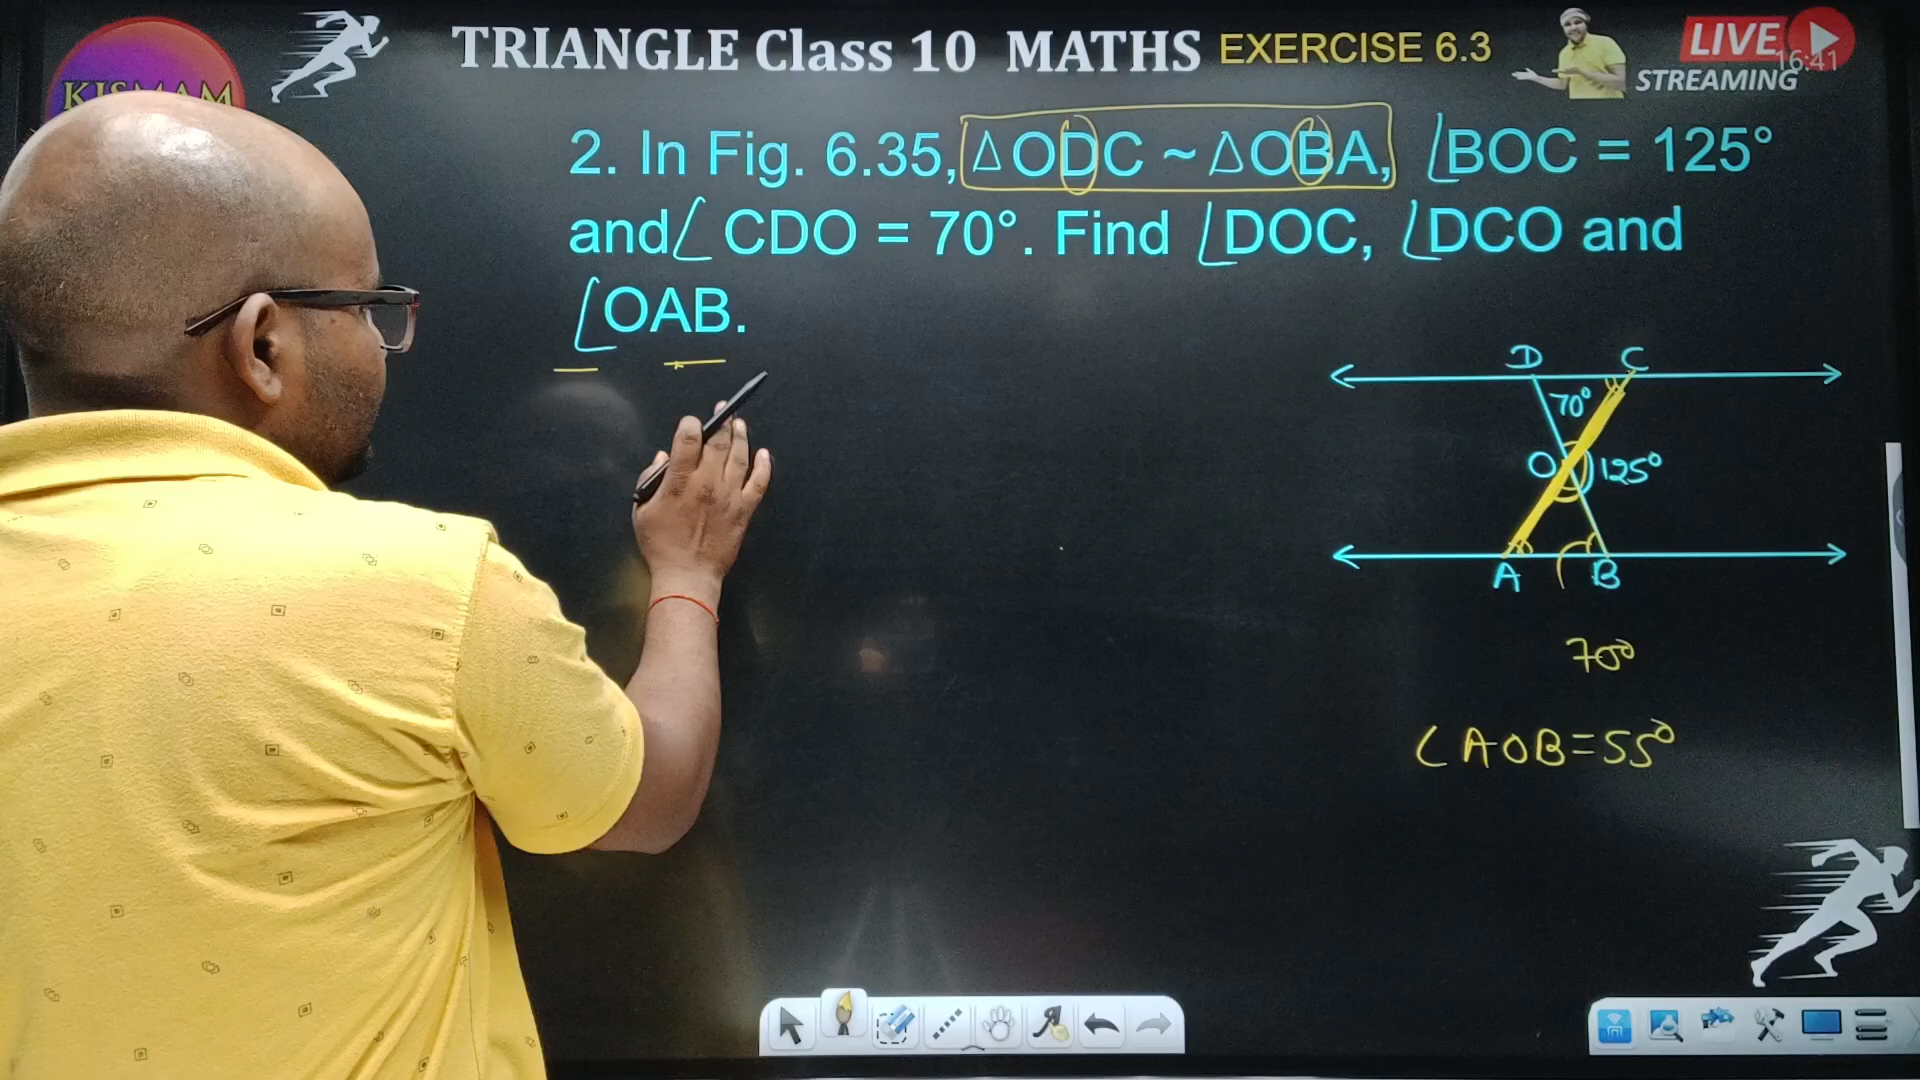 KISMAM
TRIANGLE Class 10 MATHS EXERCISE 6.3
LIVE
16:41
STREAMING
2. In Fig. 6.35, ΔODC ~ ΔOBA, ∠BOC = 125°
and ∠CDO = 70°. Find ∠DOC, ∠DCO and
∠OAB.
D C
70°
O 125°
A B
70°
∠AOB=55°